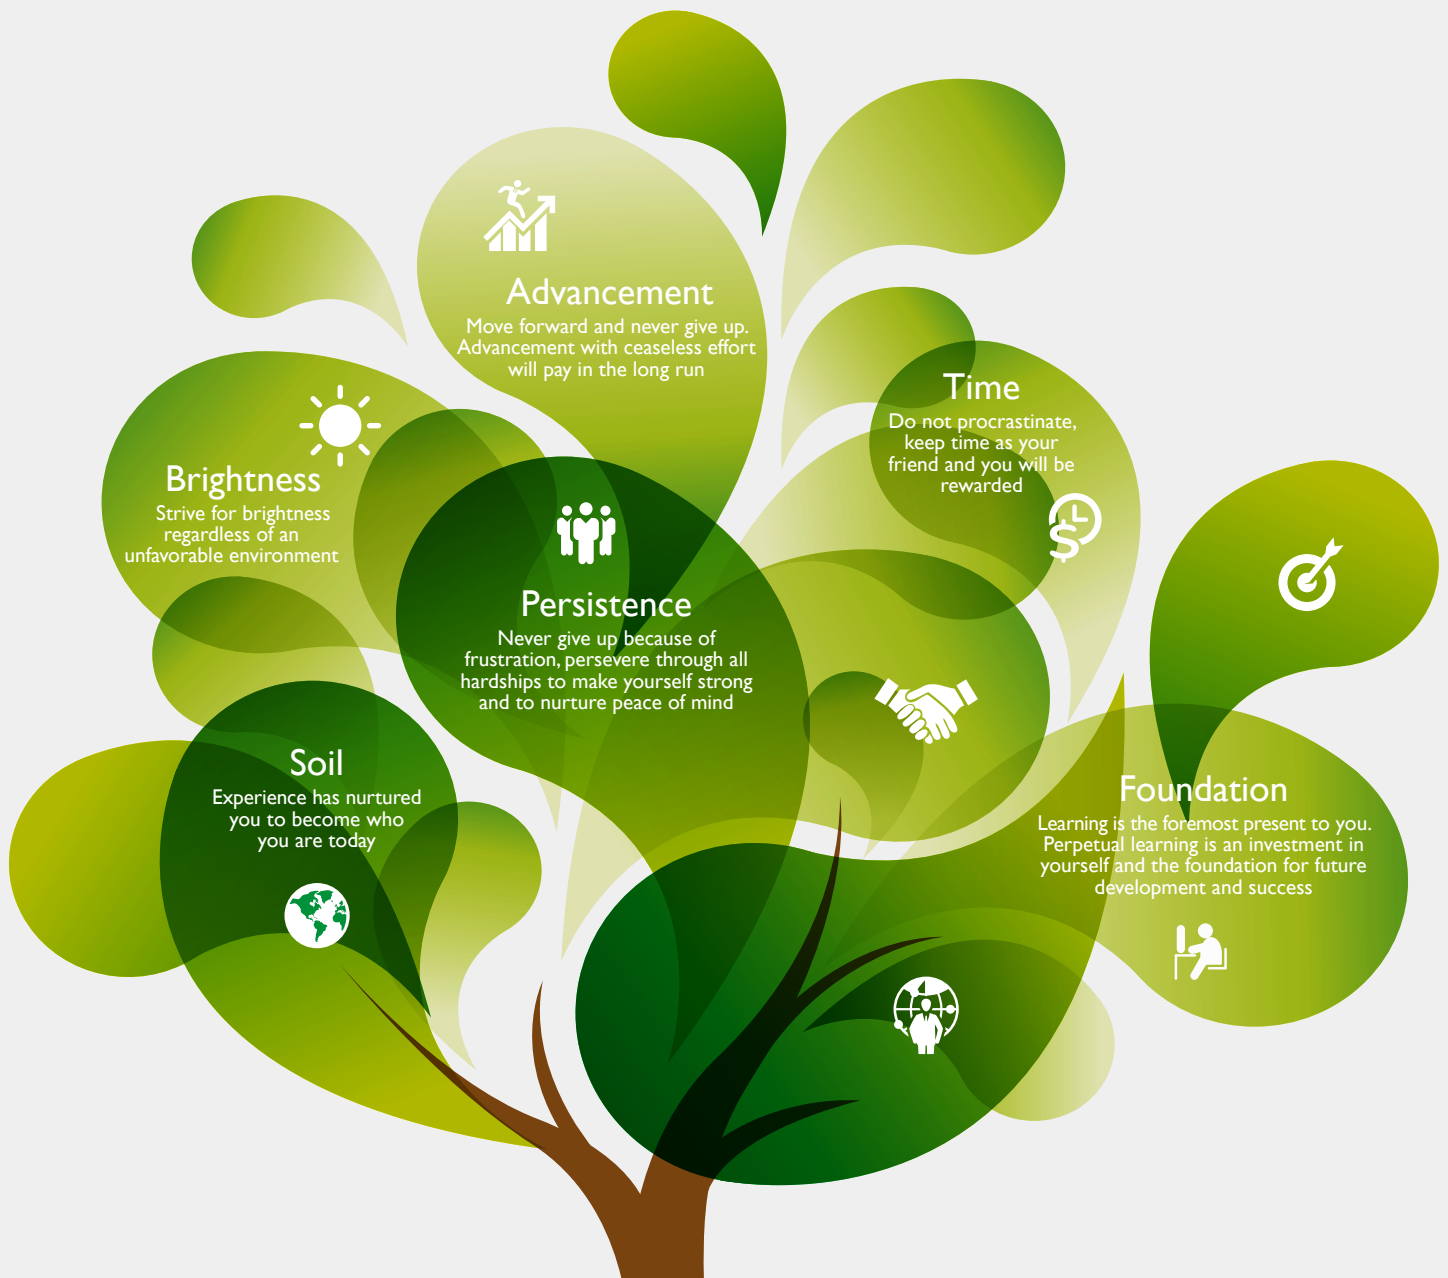 Advancement
Move forward and never give up.
Advancement with ceaseless effort
will pay in the long run
Time
Do not procrastinate,
keep time as your
friend and you will be
rewarded
Brightness
Strive for brightness
regardless of an
unfavorable environment
Persistence
Never give up because of
frustration, persevere through all
hardships to make yourself strong
and to nurture peace of mind
Soil
Experience has nurtured
you to become who
you are today
Foundation
Learning is the foremost present to you.
Perpetual learning is an investment in
yourself and the foundation for future
development and success